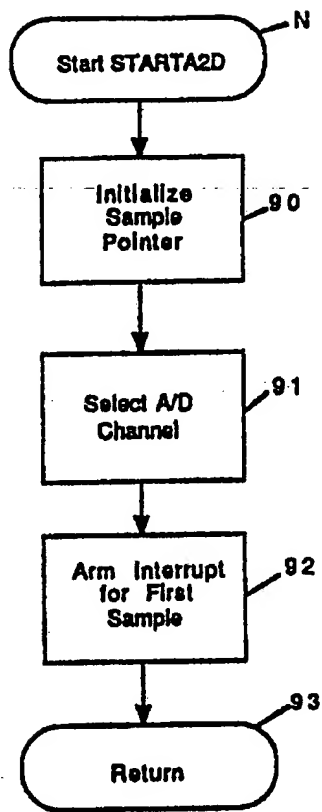 N
Start STARTA2D
Initialize
Sample
Pointer
90
Select A/D
Channel
91
Arm Interrupt
for First
Sample
92
93
Return